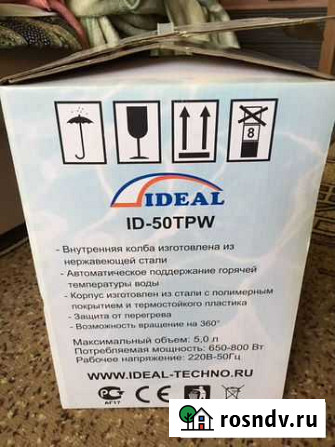 8
IDEAL
ID-50TPW
- Внутренняя колба изготовлена из
нержавеющей стали
- Автоматическое поддержание горячей
температуры воды
- Корпус изготовлен из стали с полимерным
покрытием и термостойкого пластика
- Защита от перегрева
- Возможность вращения на 360°
Максимальный объем: 5,0 л
Потребляемая мощность: 650-800 Вт
Рабочее напряжение: 220В-50Гц
WWW.IDEAL-TECHNO.RU
АГ17
rosndv.ru